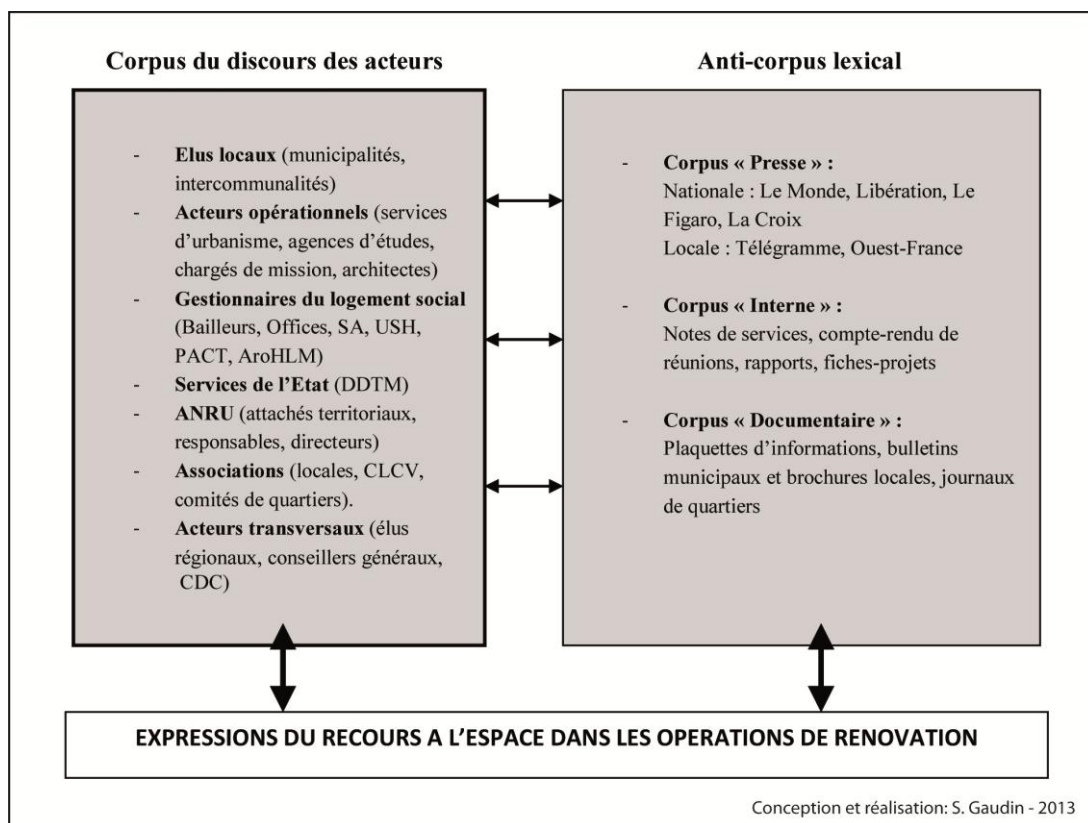 Corpus du discours des acteurs
- Elus locaux (municipalités,
intercommunalités)
- Acteurs opérationnels (services
d'urbanisme, agences d'études,
chargés de mission, architectes)
- Gestionnaires du logement social
(Bailleurs, Offices, SA, USH,
PACT, AroHLM)
- Services de l'Etat (DDTM)
- ANRU (attachés territoriaux,
responsables, directeurs)
- Associations (locales, CLCV,
comités de quartiers).
- Acteurs transversaux (élus
régionaux, conseillers généraux,
CDC)
Anti-corpus lexical
- Corpus « Presse » :
Nationale : Le Monde, Libération, Le
Figaro, La Croix
Locale : Télégramme, Ouest-France
- Corpus « Interne » :
Notes de services, compte-rendu de
réunions, rapports, fiches-projets
- Corpus « Documentaire » :
Plaquettes d'informations, bulletins
municipaux et brochures locales, journaux
de quartiers
EXPRESSIONS DU RECOURS A L'ESPACE DANS LES OPERATIONS DE RENOVATION
Conception et réalisation: S. Gaudin - 2013